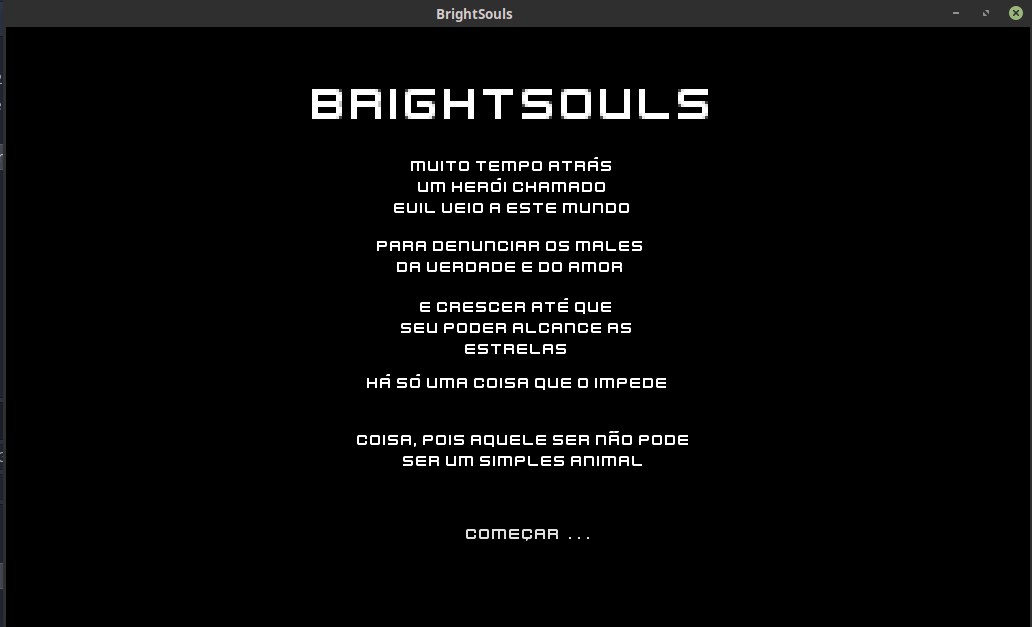 BrightSouls
BRIGHTSOULS
MUITO TEMPO ATRÁS
UM HERÓI CHAMADO
EVIL VEIO A ESTE MUNDO
PARA DENUNCIAR OS MALES
DA VERDADE E DO AMOR
E CRESCER ATÉ QUE
SEU PODER ALCANCE AS
ESTRELAS
HÁ SÓ UMA COISA QUE O IMPEDE
COISA, POIS AQUELE SER NÃO PODE
SER UM SIMPLES ANIMAL
COMEÇAR ...